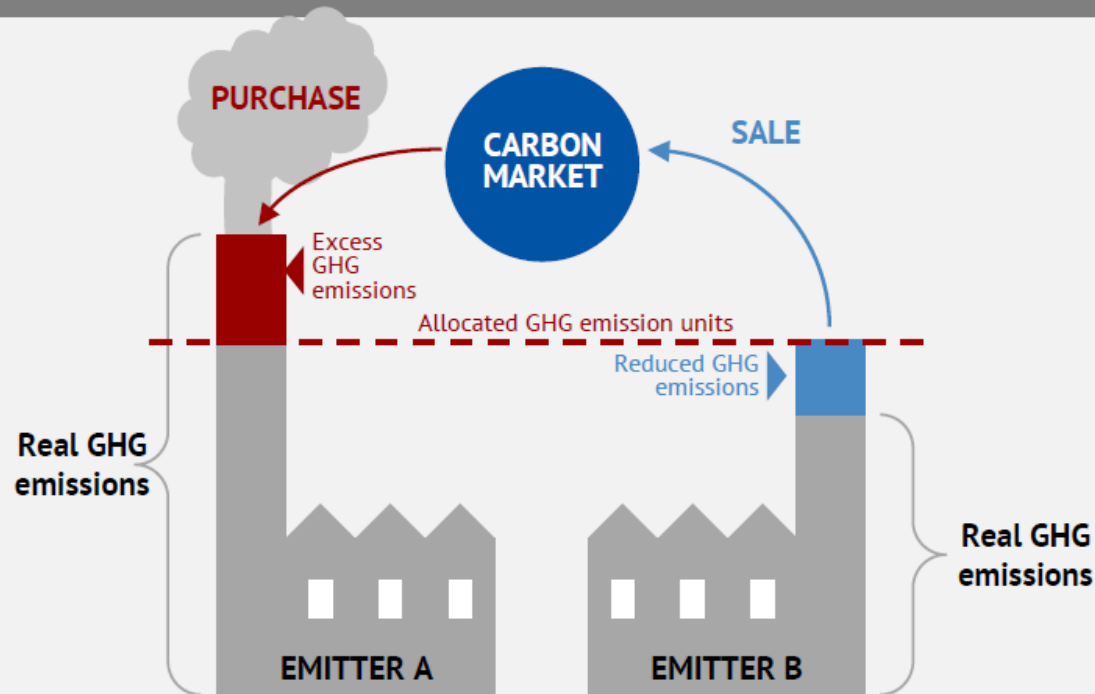 PURCHASE
CARBON
MARKET
SALE
Excess
GHG
emissions
Allocated GHG emission units
Reduced GHG
emissions
Real GHG
emissions
Real GHG
emissions
EMITTER A
EMITTER B